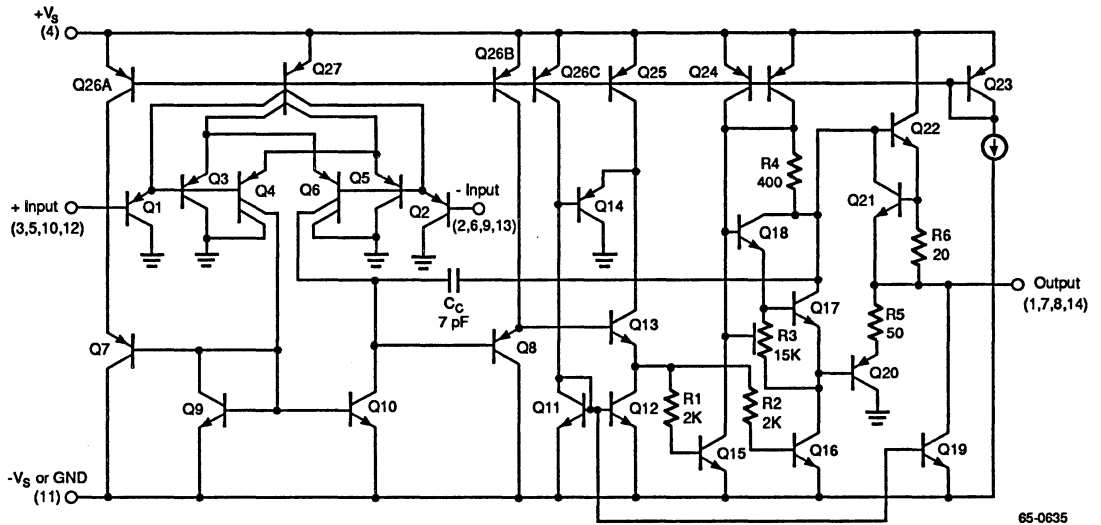 +VS
(4)
Q26A
Q27
Q26B
Q26C
Q25
Q24
Q23
Q22
R4
400
Q3
Q4
Q6
Q5
Q1
Q2
+ Input
(3,5,10,12)
- Input
(2,6,9,13)
Q14
Q21
Q18
R6
20
Output
(1,7,8,14)
CC
7 pF
Q17
Q7
Q8
Q13
R3
15K
R5
50
Q20
Q9
Q10
Q11
Q12
R1
2K
R2
2K
Q15
Q16
Q19
-VS or GND
(11)
65-0635